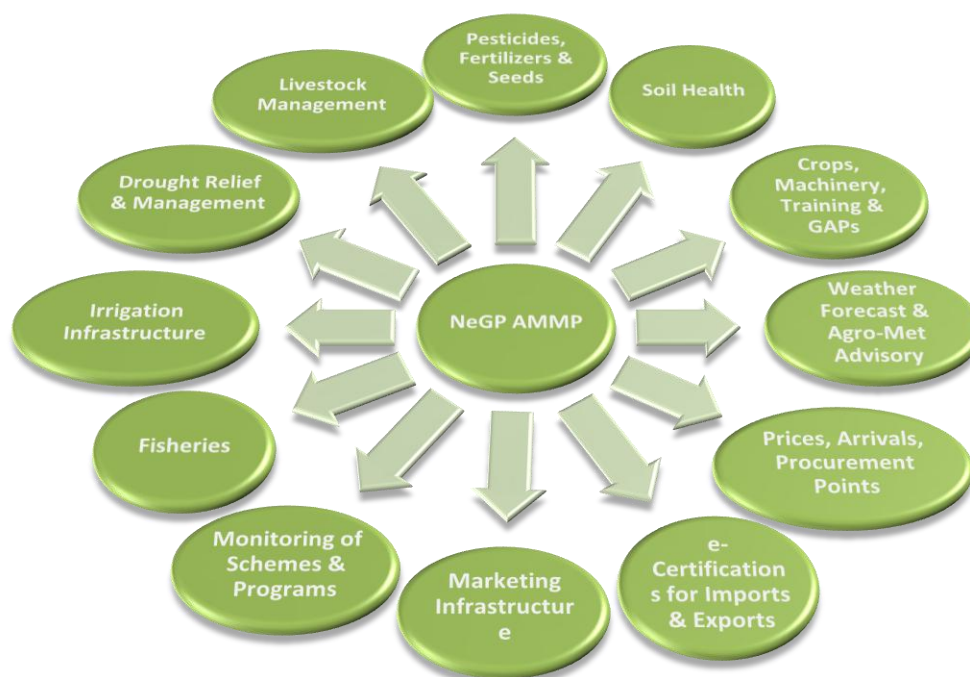 Pesticides,
Fertilizers &
Seeds
Soil Health
Crops,
Machinery,
Training &
GAPs
Weather
Forecast &
Agro-Met
Advisory
Prices, Arrivals,
Procurement
Points
e-
Certification
s for Imports
& Exports
Marketing
Infrastructur
e
Monitoring of
Schemes &
Programs
Fisheries
Irrigation
Infrastructure
Drought Relief
& Management
Livestock
Management
NeGP AMMP